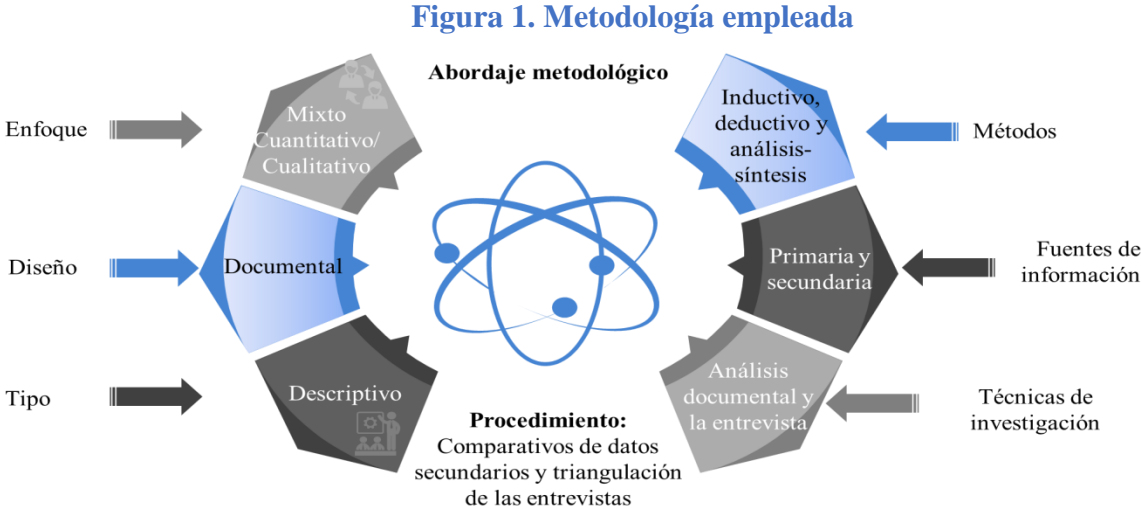 Figura 1. Metodología empleada
Abordaje metodológico
Enfoque
Mixto
Cuantitativo/
Cualitativo
Diseño
Documental
Tipo
Descriptivo
Inductivo,
deductivo y
análisis-
síntesis
Métodos
Primaria y
secundaria
Fuentes de
información
Análisis
documental y
la entrevista
Técnicas de
investigación
Procedimiento:
Comparativos de datos
secundarios y triangulación
de las entrevistas